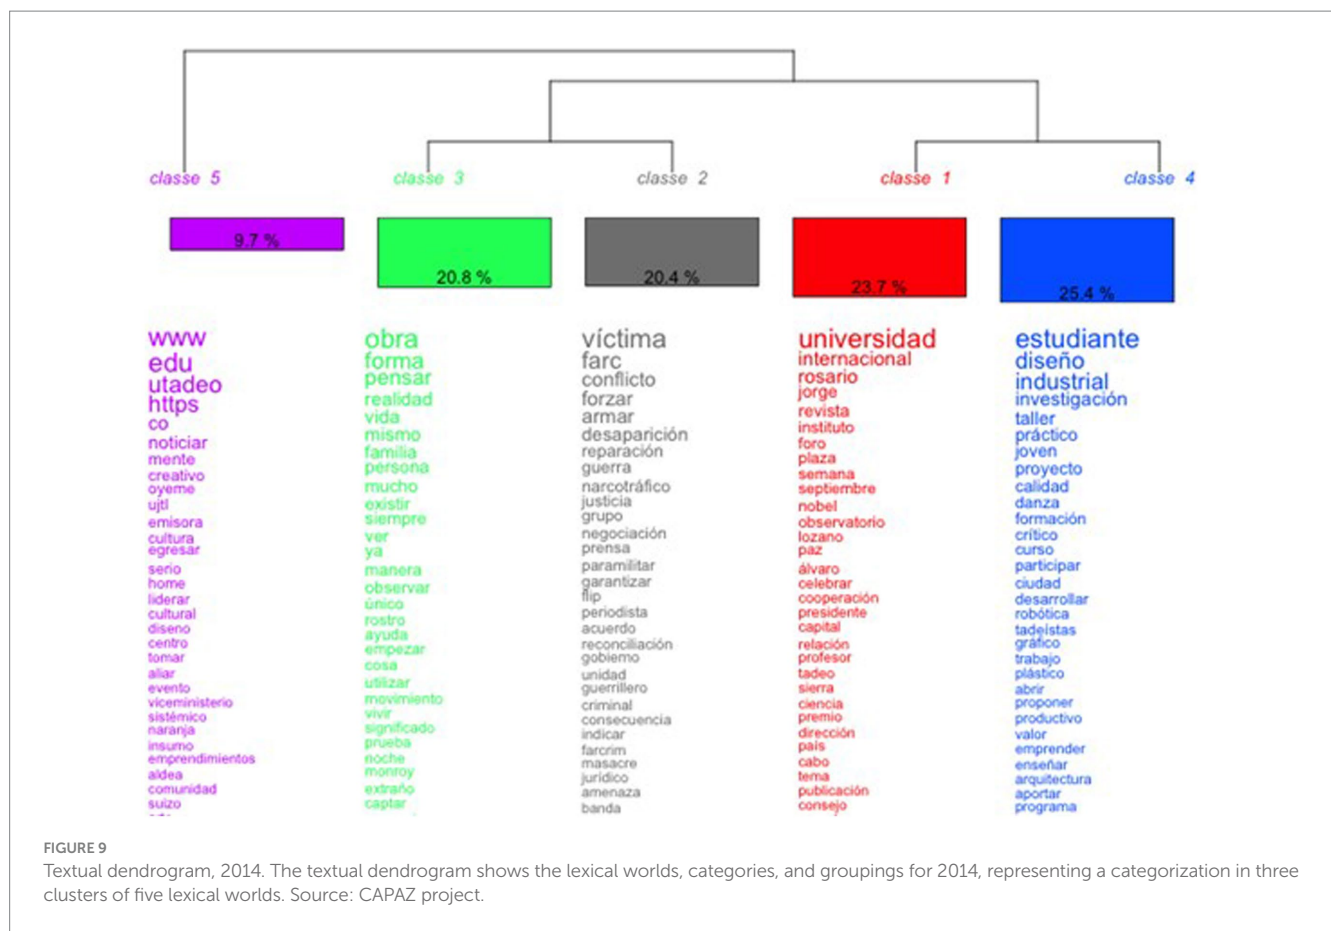 classe 5
classe 3
classe 2
classe 1
classe 4
9.7 %
20.8 %
20.4 %
23.7 %
25.4 %
www
edu
utadeo
https
co
noticiar
mente
creativo
oyeme
ujtl
emisora
cultura
egresar
serio
home
liderar
cultural
diseno
centro
tomar
aliar
evento
viceministerio
sistémico
naranja
insumo
emprendimientos
aldea
comunidad
suizo
obra
forma
pensar
realidad
vida
mismo
familia
persona
mucho
existir
siempre
ver
ya
manera
observar
único
rostro
ayuda
empezar
cosa
utilizar
movimiento
vivir
significado
prueba
noche
monroy
extraño
captar
víctima
farc
conflicto
forzar
armar
desaparición
reparación
guerra
narcotráfico
justicia
grupo
negociación
prensa
paramilitar
garantizar
flip
periodista
acuerdo
reconciliación
gobierno
unidad
guerrillero
criminal
consecuencia
indicar
farcrim
masacre
jurídico
amenaza
banda
universidad
internacional
rosario
jorge
revista
instituto
foro
plaza
semana
septiembre
nobel
observatorio
lozano
paz
álvaro
celebrar
cooperación
presidente
capital
relación
profesor
tadeo
sierra
ciencia
premio
dirección
país
cabo
tema
publicación
consejo
estudiante
diseño
industrial
investigación
taller
práctico
joven
proyecto
calidad
danza
formación
crítico
curso
participar
ciudad
desarrollar
robótica
tadeístas
gráfico
trabajo
plástico
abrir
proponer
productivo
valor
emprender
enseñar
arquitectura
aportar
programa
FIGURE 9
Textual dendrogram, 2014. The textual dendrogram shows the lexical worlds, categories, and groupings for 2014, representing a categorization in three
clusters of five lexical worlds. Source: CAPAZ project.